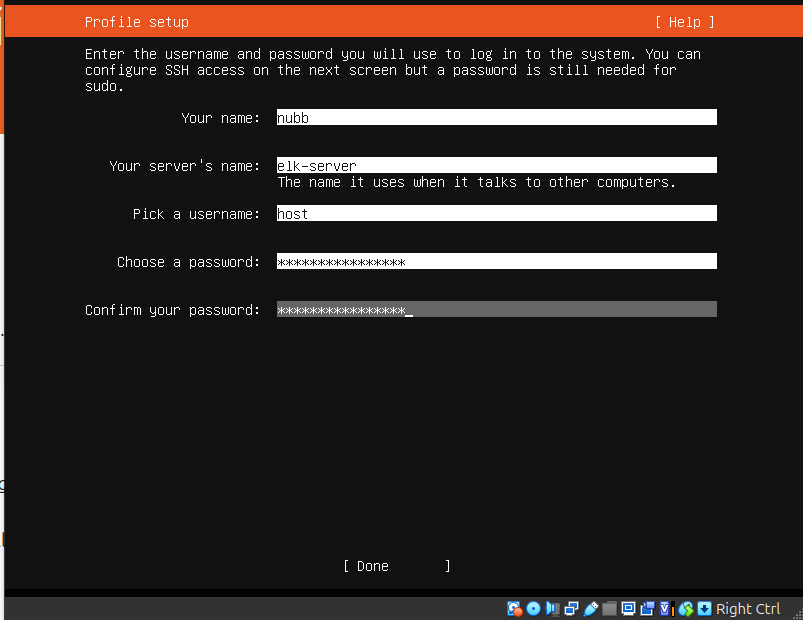 Profile setup [ Help ]
Enter the username and password you will use to log in to the system. You can
configure SSH access on the next screen but a password is still needed for
sudo.
Your name: nubb
Your server's name: elk-server
The name it uses when it talks to other computers.
Pick a username: host
Choose a password: ****************
Confirm your password: ****************_
[ Done ]
Right Ctrl